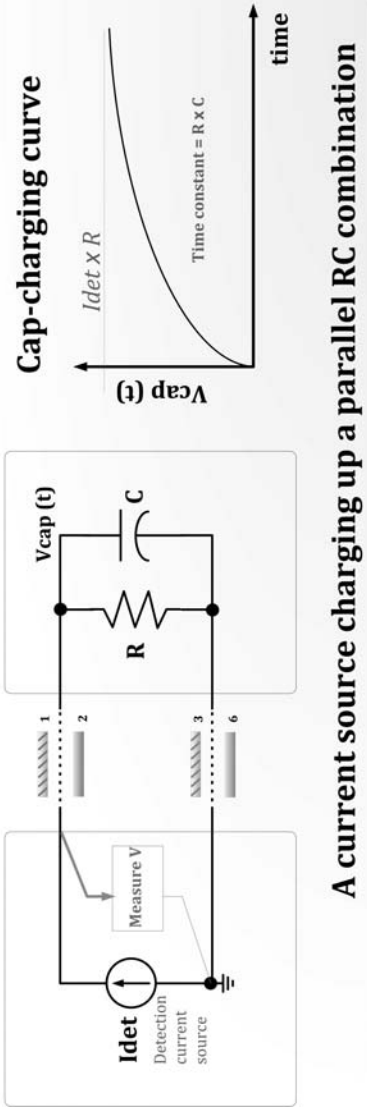 Idet
Detection
current
source
Measure V
1
2
3
6
Vcap (t)
R
C
Cap-charging curve
Vcap (t)
Idet x R
Time constant = R x C
time
A current source charging up a parallel RC combination